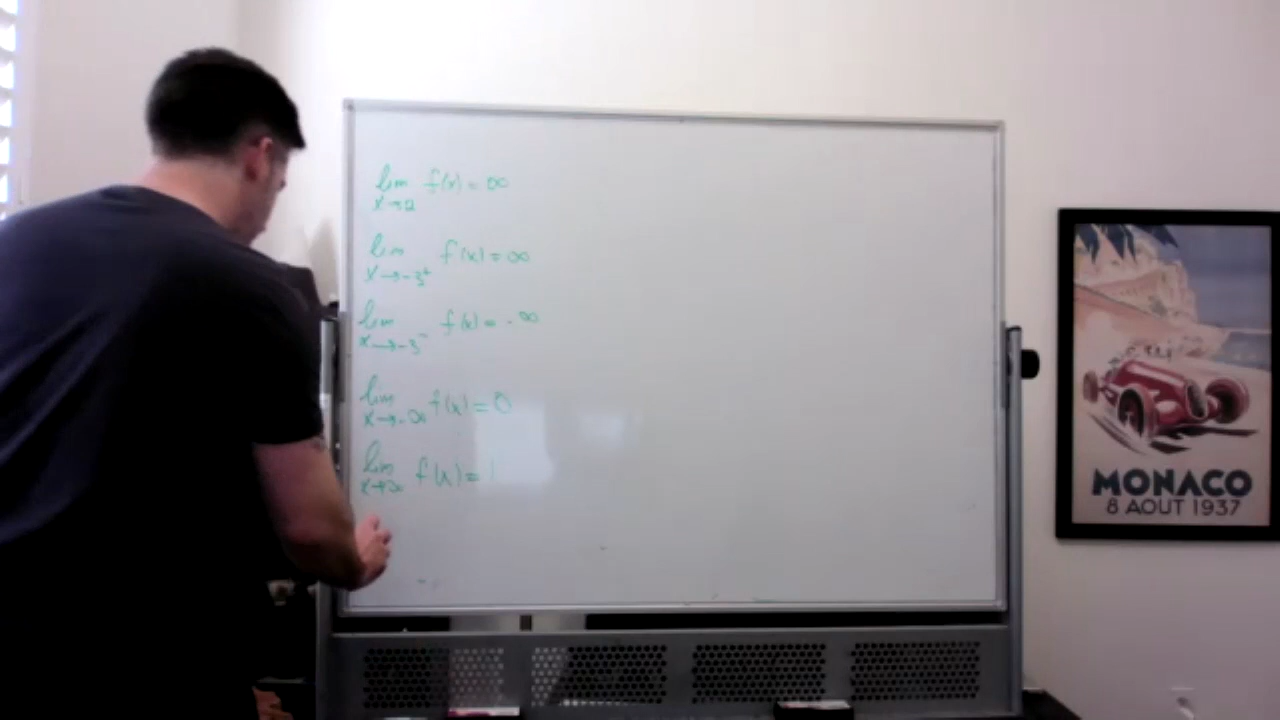 lim f(x) = ∞
x→2
lim f(x) = ∞
x→-3⁺
lim f(x) = -∞
x→-3⁻
lim f(x) = 0
x→-∞
lim f(x) = 1
x→∞
MONACO
8 AOUT 1937